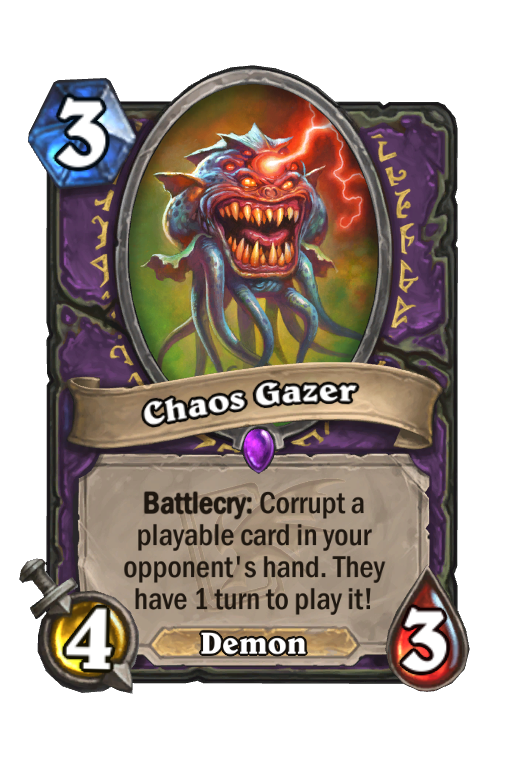 3
Chaos Gazer
Battlecry: Corrupt a
playable card in your
opponent's hand. They
have 1 turn to play it!
4
Demon
3